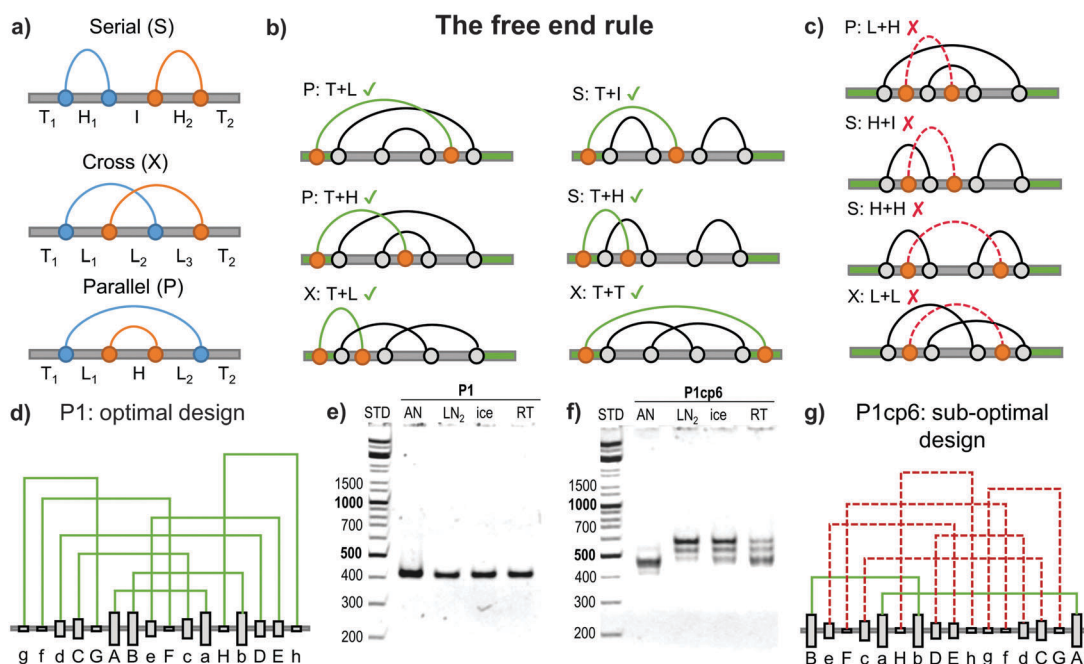 The free end rule
a)
Serial (S)
T1 H1 I H2 T2
Cross (X)
T1 L1 L2 L3 T2
Parallel (P)
T1 L1 H L2 T2
b)
P: T+L ✓
S: T+I ✓
P: T+H ✓
S: T+H ✓
X: T+L ✓
X: T+T ✓
c)
P: L+H ✗
S: H+I ✗
S: H+H ✗
X: L+L ✗
d)
P1: optimal design
g f d C G A B e F c a H b D E h
e)
P1
STD AN LN2 ice RT
1500
1000
700
500
400
300
200
f)
P1cp6
STD AN LN2 ice RT
1500
1000
700
500
400
300
200
g)
P1cp6: sub-optimal
design
B e F c a H b D E h g f d C G A